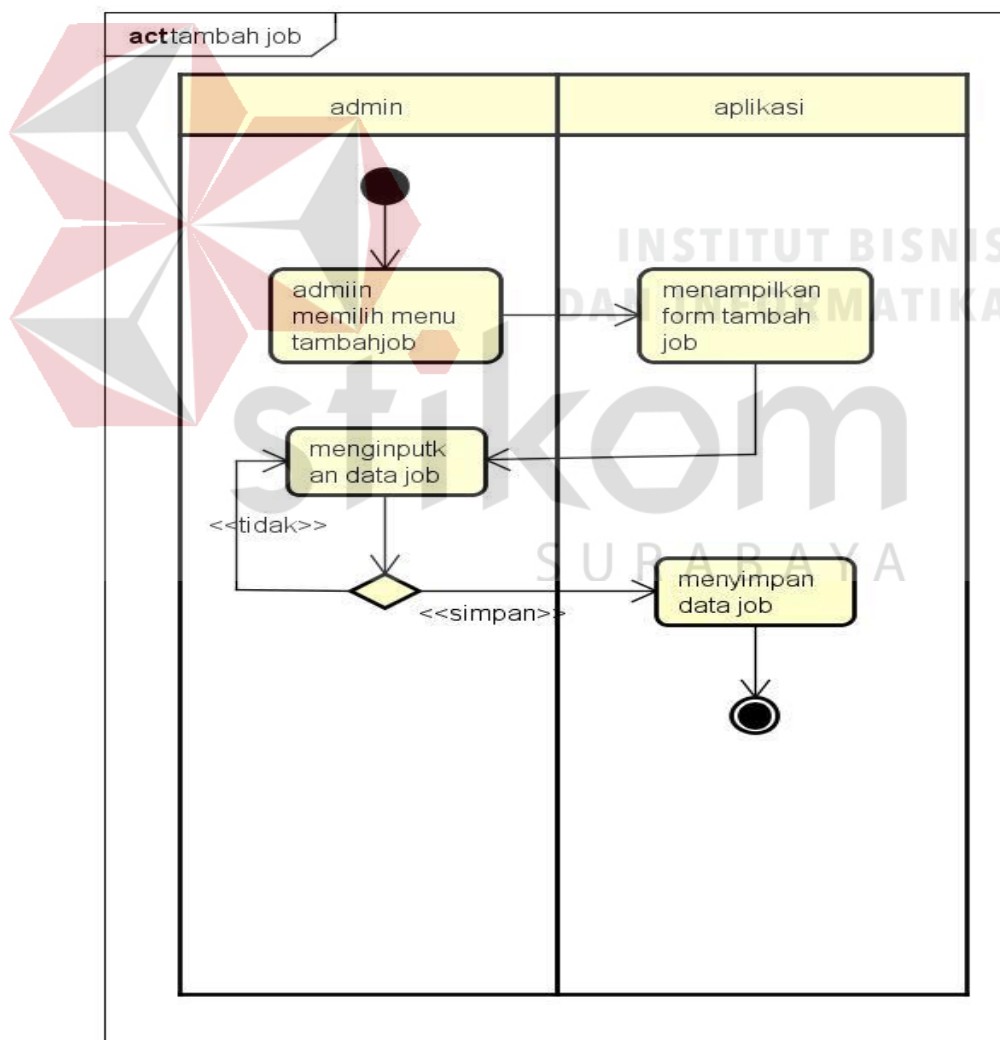 act tambah job
admin
aplikasi
INSTITUT BISNIS
DAN INFORMATIKA
admiin
memilih menu
tambahjob
menampilkan
form tambah
job
stikom
menginputk
an data job
<<tidak>>
SURABAYA
<<simpan>>
menyimpan
data job